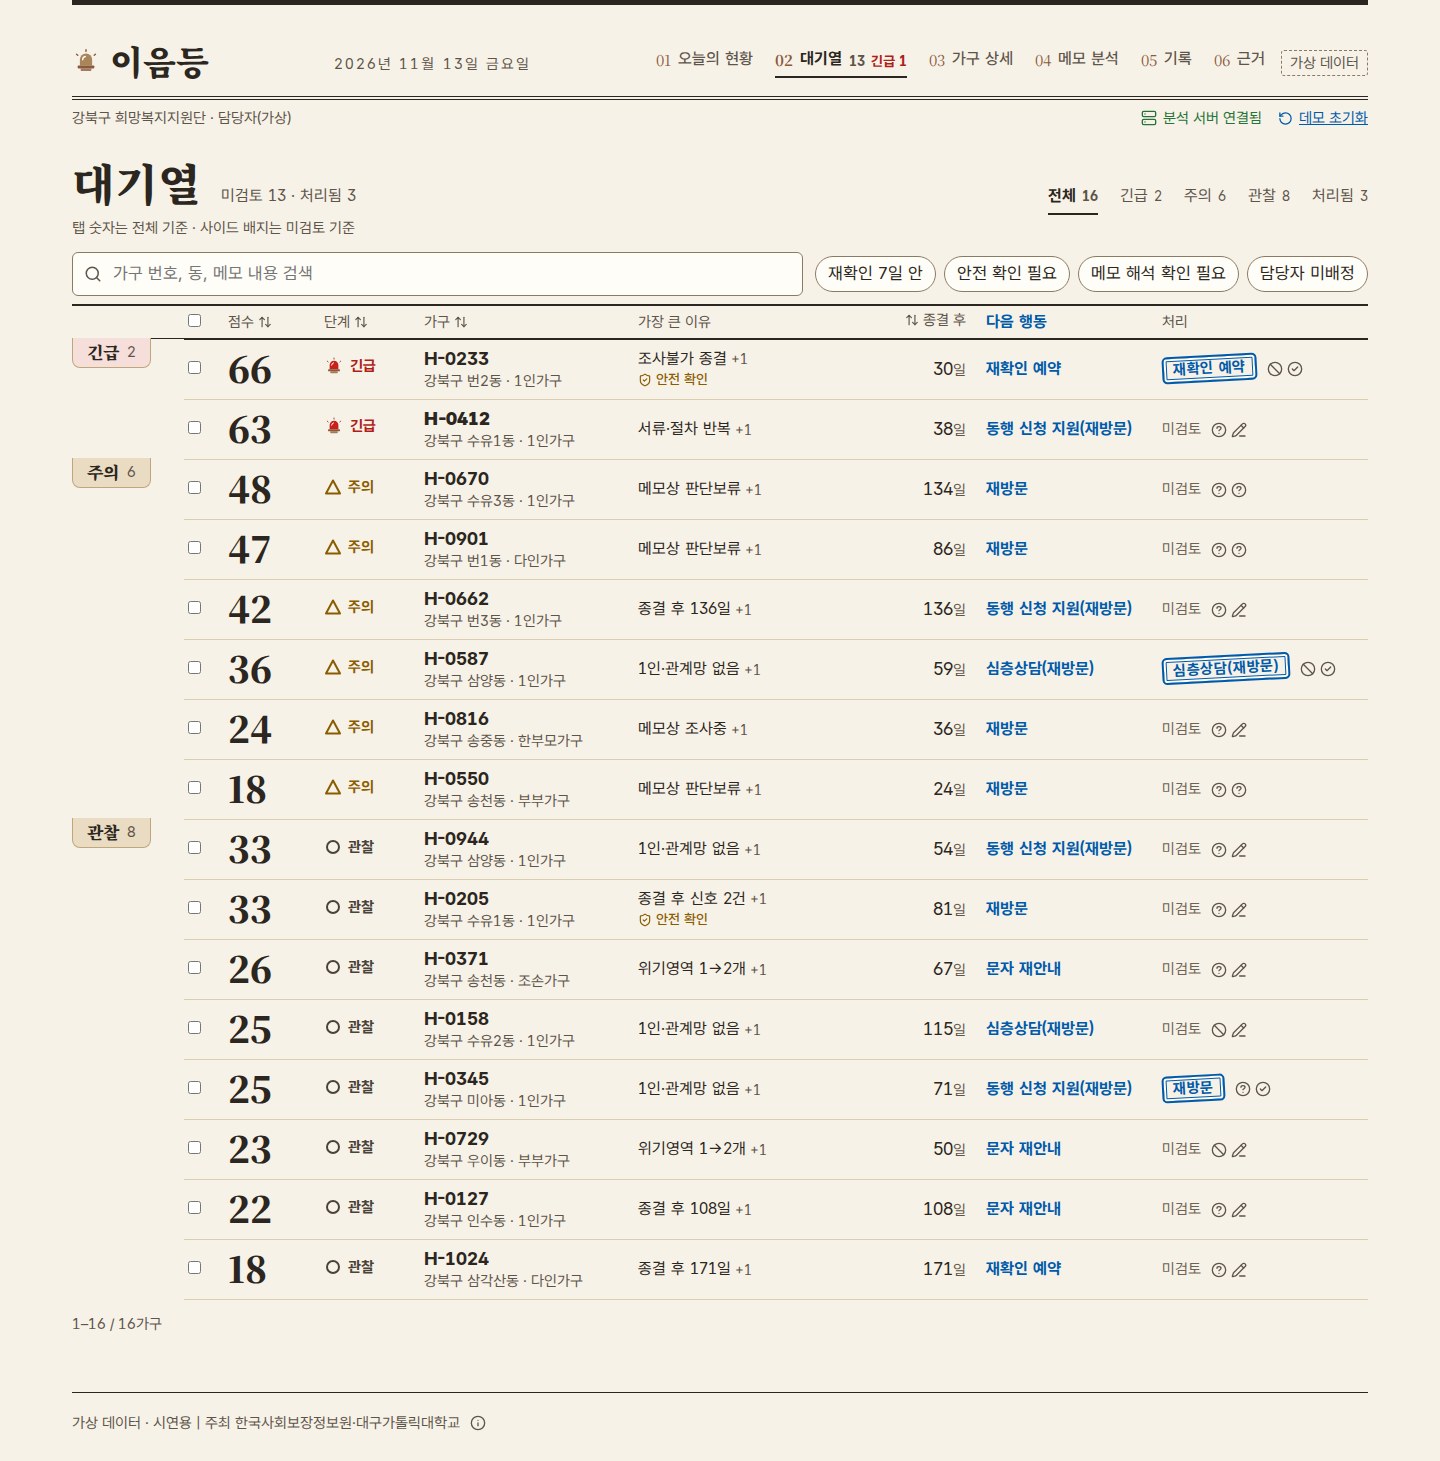 이음등
2026년 11월 13일 금요일
01 오늘의 현황 02 대기열 13 긴급 1 03 가구 상세 04 메모 분석 05 기록 06 근거 가상 데이터
강북구 희망복지지원단 · 담당자(가상)
분석 서버 연결됨 데모 초기화
대기열 미검토 13 · 처리됨 3
전체 16 긴급 2 주의 6 관찰 8 처리됨 3
탭 숫자는 전체 기준 · 사이드 배지는 미검토 기준
가구 번호, 동, 메모 내용 검색
재확인 7일 안 안전 확인 필요 메모 해석 확인 필요 담당자 미배정
점수 단계 가구 가장 큰 이유 종결 후 다음 행동 처리
긴급 2
66 긴급 H-0233 조사불가 종결 +1 30일 재확인 예약 재확인 예약
강북구 번2동 · 1인가구 안전 확인
63 긴급 H-0412 서류·절차 반복 +1 38일 동행 신청 지원(재방문) 미검토
강북구 수유1동 · 1인가구
주의 6
48 주의 H-0670 메모상 판단보류 +1 134일 재방문 미검토
강북구 수유3동 · 1인가구
47 주의 H-0901 메모상 판단보류 +1 86일 재방문 미검토
강북구 번1동 · 다인가구
42 주의 H-0662 종결 후 136일 +1 136일 동행 신청 지원(재방문) 미검토
강북구 번3동 · 1인가구
36 주의 H-0587 1인·관계망 없음 +1 59일 심층상담(재방문) 심층상담(재방문)
강북구 삼양동 · 1인가구
24 주의 H-0816 메모상 조사중 +1 36일 재방문 미검토
강북구 송중동 · 한부모가구
18 주의 H-0550 메모상 판단보류 +1 24일 재방문 미검토
강북구 송천동 · 부부가구
관찰 8
33 관찰 H-0944 1인·관계망 없음 +1 54일 동행 신청 지원(재방문) 미검토
강북구 삼양동 · 1인가구
33 관찰 H-0205 종결 후 신호 2건 +1 81일 재방문 미검토
강북구 수유1동 · 1인가구 안전 확인
26 관찰 H-0371 위기영역 1→2개 +1 67일 문자 재안내 미검토
강북구 송천동 · 조손가구
25 관찰 H-0158 1인·관계망 없음 +1 115일 심층상담(재방문) 미검토
강북구 수유2동 · 1인가구
25 관찰 H-0345 1인·관계망 없음 +1 71일 동행 신청 지원(재방문) 재방문
강북구 미아동 · 1인가구
23 관찰 H-0729 위기영역 1→2개 +1 50일 문자 재안내 미검토
강북구 우이동 · 부부가구
22 관찰 H-0127 종결 후 108일 +1 108일 문자 재안내 미검토
강북구 인수동 · 1인가구
18 관찰 H-1024 종결 후 171일 +1 171일 재확인 예약 미검토
강북구 삼각산동 · 다인가구
1–16 / 16가구
가상 데이터 · 시연용 | 주최 한국사회보장정보원·대구가톨릭대학교